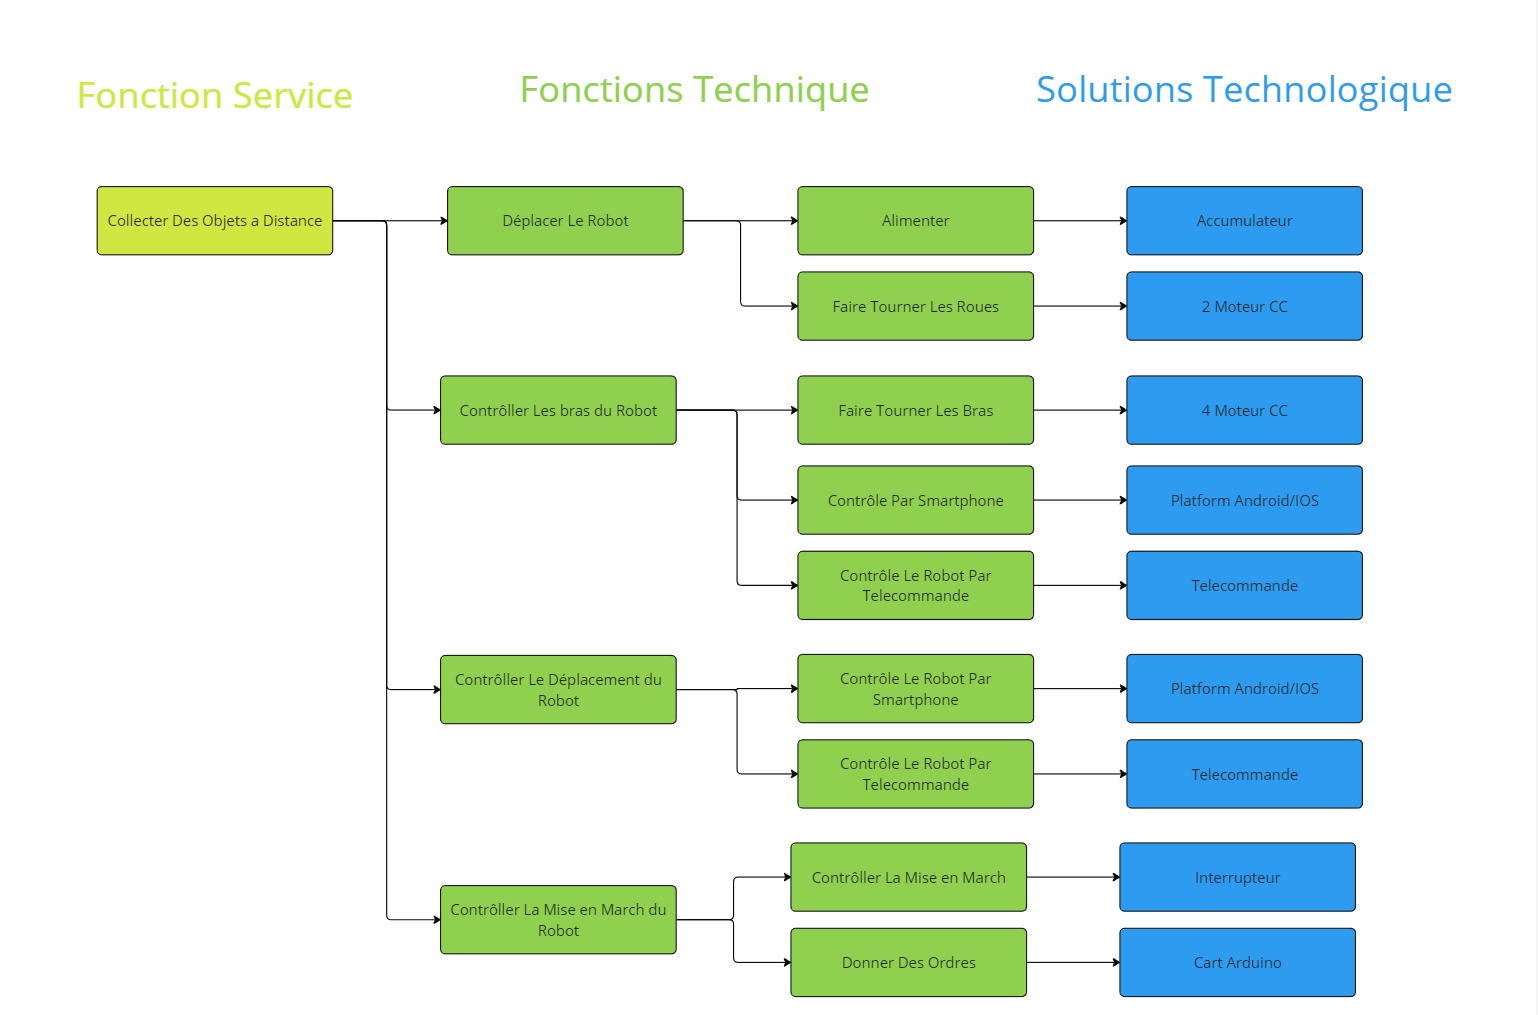 Fonction Service
Fonctions Technique
Solutions Technologique
Collecter Des Objets a Distance
Déplacer Le Robot
Alimenter
Accumulateur
Faire Tourner Les Roues
2 Moteur CC
Contrôller Les bras du Robot
Faire Tourner Les Bras
4 Moteur CC
Contrôle Par Smartphone
Platform Android/IOS
Contrôle Le Robot Par
Telecommande
Telecommande
Contrôller Le Déplacement du
Robot
Contrôle Le Robot Par
Smartphone
Platform Android/IOS
Contrôle Le Robot Par
Telecommande
Telecommande
Contrôller La Mise en March du
Robot
Contrôller La Mise en March
Interrupteur
Donner Des Ordres
Cart Arduino